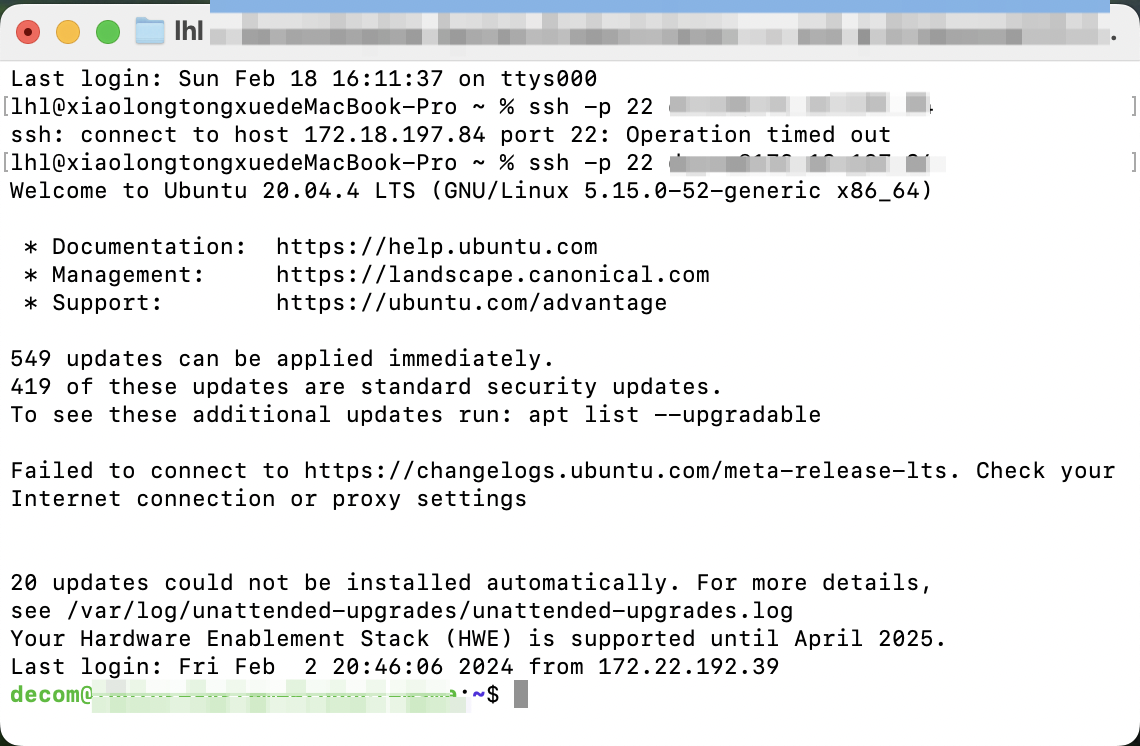 lhl
Last login: Sun Feb 18 16:11:37 on ttys000
[lhl@xiaolongtongxuedeMacBook-Pro ~ % ssh -p 22 ]
ssh: connect to host 172.18.197.84 port 22: Operation timed out
[lhl@xiaolongtongxuedeMacBook-Pro ~ % ssh -p 22 ]
Welcome to Ubuntu 20.04.4 LTS (GNU/Linux 5.15.0-52-generic x86_64)
* Documentation:  https://help.ubuntu.com
* Management:     https://landscape.canonical.com
* Support:        https://ubuntu.com/advantage
549 updates can be applied immediately.
419 of these updates are standard security updates.
To see these additional updates run: apt list --upgradable
Failed to connect to https://changelogs.ubuntu.com/meta-release-lts. Check your
Internet connection or proxy settings
20 updates could not be installed automatically. For more details,
see /var/log/unattended-upgrades/unattended-upgrades.log
Your Hardware Enablement Stack (HWE) is supported until April 2025.
Last login: Fri Feb  2 20:46:06 2024 from 172.22.192.39
decom@:~$